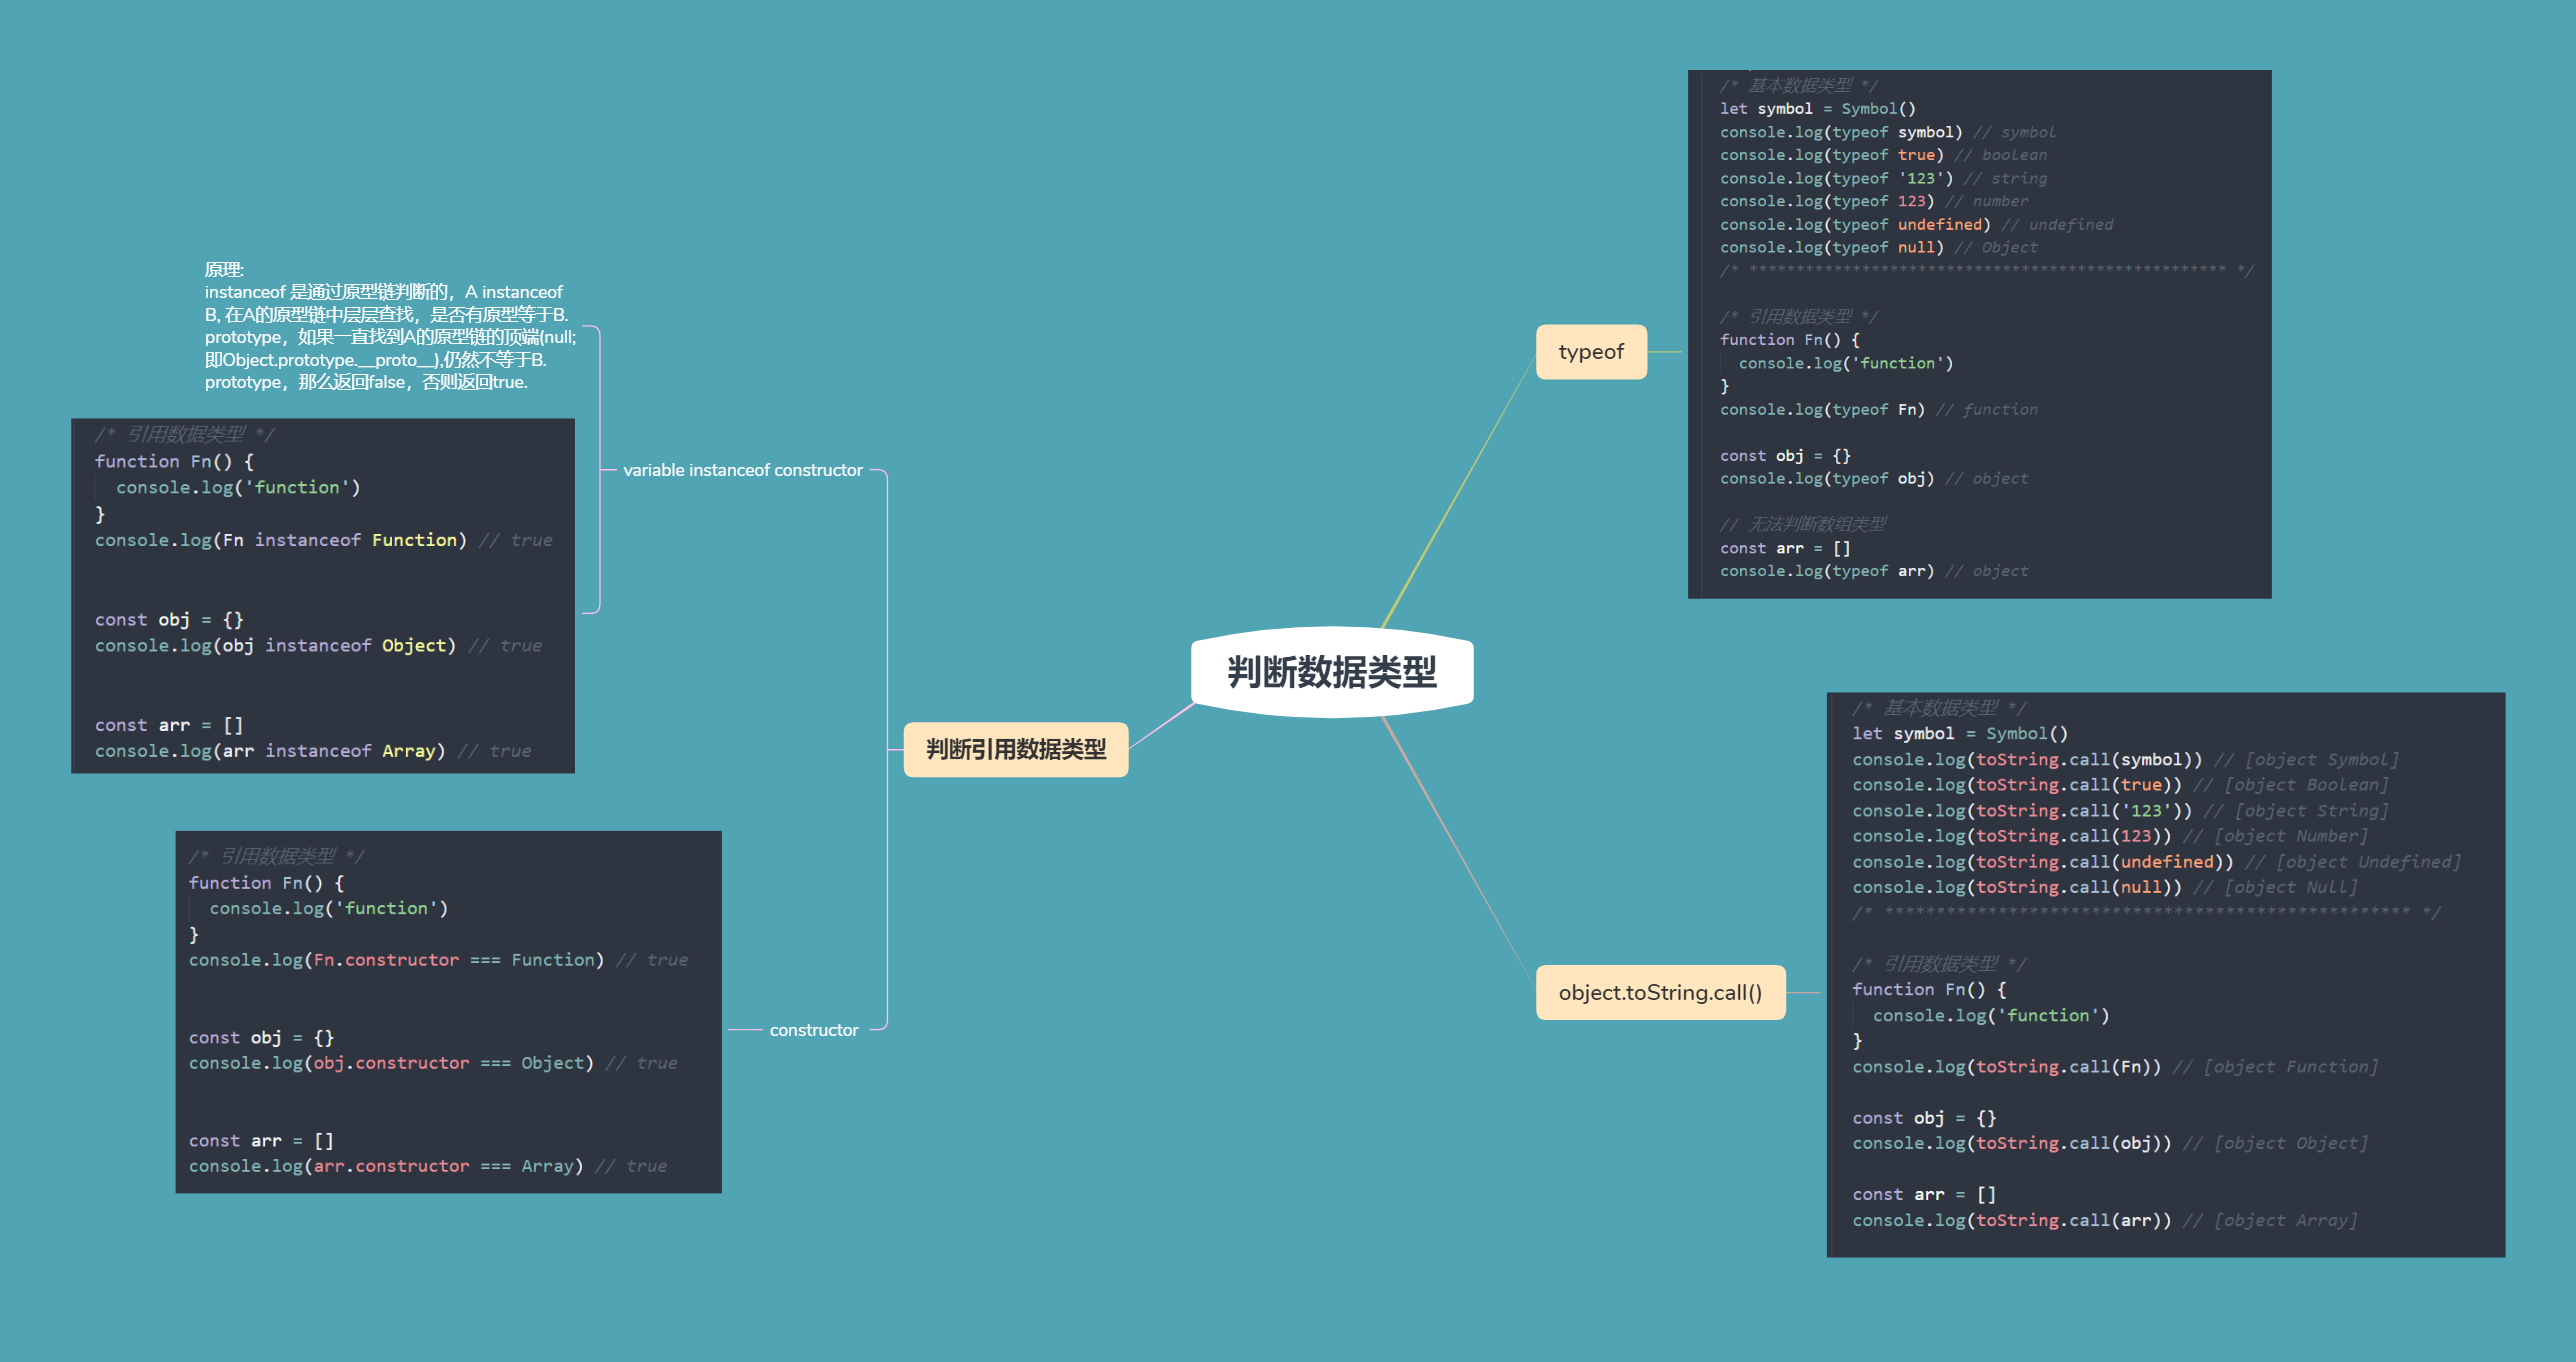 判断数据类型
typeof
/* 基本数据类型 */
let symbol = Symbol()
console.log(typeof symbol) // symbol
console.log(typeof true) // boolean
console.log(typeof '123') // string
console.log(typeof 123) // number
console.log(typeof undefined) // undefined
console.log(typeof null) // Object
/* *************************************************** */
/* 引用数据类型 */
function Fn() {
console.log('function')
}
console.log(typeof Fn) // function
const obj = {}
console.log(typeof obj) // object
// 无法判断数组类型
const arr = []
console.log(typeof arr) // object
object.toString.call()
/* 基本数据类型 */
let symbol = Symbol()
console.log(toString.call(symbol)) // [object Symbol]
console.log(toString.call(true)) // [object Boolean]
console.log(toString.call('123')) // [object String]
console.log(toString.call(123)) // [object Number]
console.log(toString.call(undefined)) // [object Undefined]
console.log(toString.call(null)) // [object Null]
/* *************************************************** */
/* 引用数据类型 */
function Fn() {
console.log('function')
}
console.log(toString.call(Fn)) // [object Function]
const obj = {}
console.log(toString.call(obj)) // [object Object]
const arr = []
console.log(toString.call(arr)) // [object Array]
判断引用数据类型
variable instanceof constructor
原理:
instanceof 是通过原型链判断的，A instanceof
B, 在A的原型链中层层查找，是否有原型等于B.
prototype，如果一直找到A的原型链的顶端(null;
即Object.prototype.__proto__),仍然不等于B.
prototype，那么返回false，否则返回true.
/* 引用数据类型 */
function Fn() {
console.log('function')
}
console.log(Fn instanceof Function) // true
const obj = {}
console.log(obj instanceof Object) // true
const arr = []
console.log(arr instanceof Array) // true
constructor
/* 引用数据类型 */
function Fn() {
console.log('function')
}
console.log(Fn.constructor === Function) // true
const obj = {}
console.log(obj.constructor === Object) // true
const arr = []
console.log(arr.constructor === Array) // true